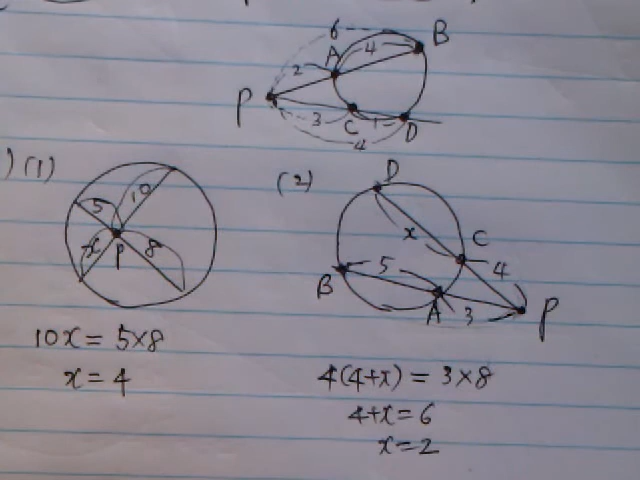 6
A 4 B
2
P
3 C 1 D
4
) (1)
5 10
x P 8
10x = 5×8
x = 4
(2)
D
x C
B 5 4
A 3 P
4(4+x) = 3×8
4+x = 6
x = 2